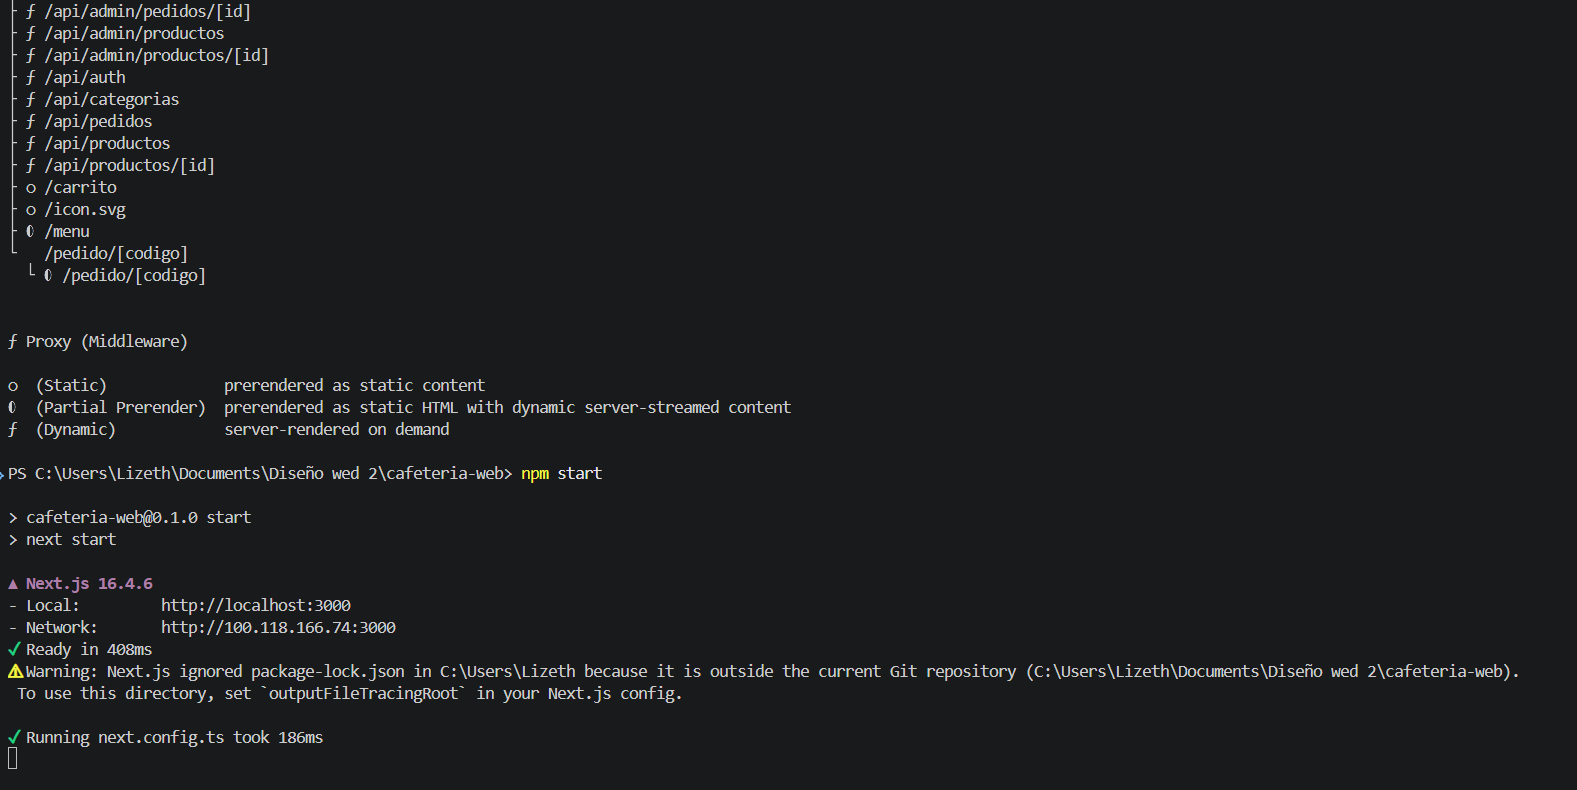 ├ ƒ /api/admin/pedidos/[id]
├ ƒ /api/admin/productos
├ ƒ /api/admin/productos/[id]
├ ƒ /api/auth
├ ƒ /api/categorias
├ ƒ /api/pedidos
├ ƒ /api/productos
├ ƒ /api/productos/[id]
├ ○ /carrito
├ ○ /icon.svg
├ ◐ /menu
└   /pedido/[codigo]
  └ ◐ /pedido/[codigo]
ƒ Proxy (Middleware)
○  (Static)             prerendered as static content
◐  (Partial Prerender)  prerendered as static HTML with dynamic server-streamed content
ƒ  (Dynamic)            server-rendered on demand
PS C:\Users\Lizeth\Documents\Diseño wed 2\cafeteria-web> npm start
> cafeteria-web@0.1.0 start
> next start
▲ Next.js 16.4.6
- Local:         http://localhost:3000
- Network:       http://100.118.166.74:3000
✓ Ready in 408ms
⚠ Warning: Next.js ignored package-lock.json in C:\Users\Lizeth because it is outside the current Git repository (C:\Users\Lizeth\Documents\Diseño wed 2\cafeteria-web).
 To use this directory, set `outputFileTracingRoot` in your Next.js config.
✓ Running next.config.ts took 186ms